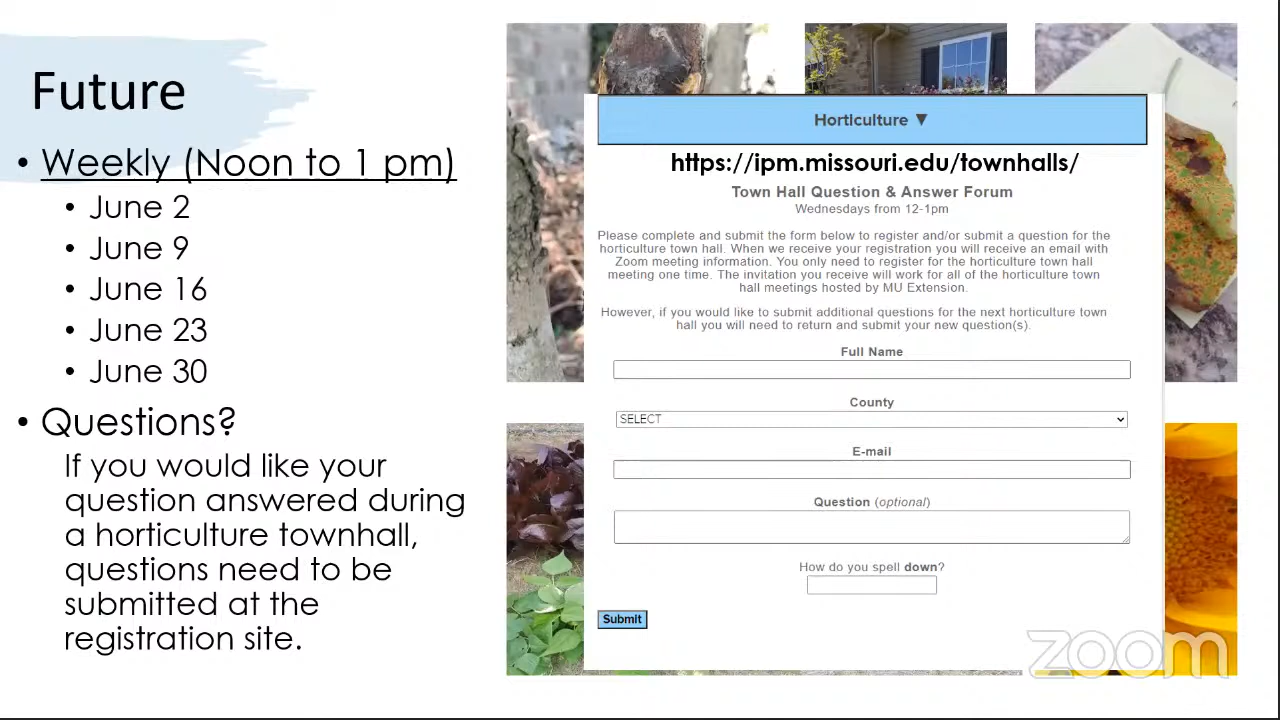 Future
• Weekly (Noon to 1 pm)
• June 2
• June 9
• June 16
• June 23
• June 30
• Questions?
If you would like your
question answered during
a horticulture townhall,
questions need to be
submitted at the
registration site.
Horticulture ▼
https://ipm.missouri.edu/townhalls/
Town Hall Question & Answer Forum
Wednesdays from 12-1pm
Please complete and submit the form below to register and/or submit a question for the
horticulture town hall. When we receive your registration you will receive an email with
Zoom meeting information. You only need to register for the horticulture town hall
meeting one time. The invitation you receive will work for all of the horticulture town
hall meetings hosted by MU Extension.
However, if you would like to submit additional questions for the next horticulture town
hall you will need to return and submit your new question(s).
Full Name
County
SELECT
E-mail
Question (optional)
How do you spell down?
Submit
zoom